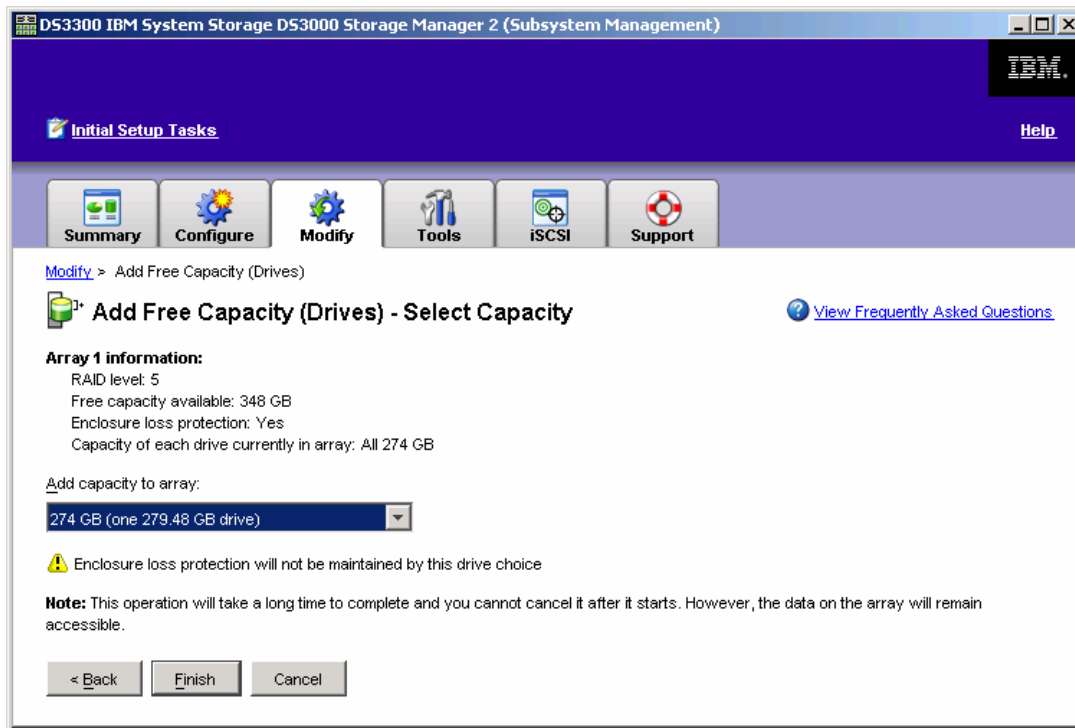 DS3300 IBM System Storage DS3000 Storage Manager 2 (Subsystem Management)
IBM.
Initial Setup Tasks
Help
Summary
Configure
Modify
Tools
iSCSI
Support
Modify > Add Free Capacity (Drives)
Add Free Capacity (Drives) - Select Capacity
View Frequently Asked Questions
Array 1 information:
RAID level: 5
Free capacity available: 348 GB
Enclosure loss protection: Yes
Capacity of each drive currently in array: All 274 GB
Add capacity to array:
274 GB (one 279.48 GB drive)
Enclosure loss protection will not be maintained by this drive choice
Note: This operation will take a long time to complete and you cannot cancel it after it starts. However, the data on the array will remain
accessible.
< Back
Finish
Cancel